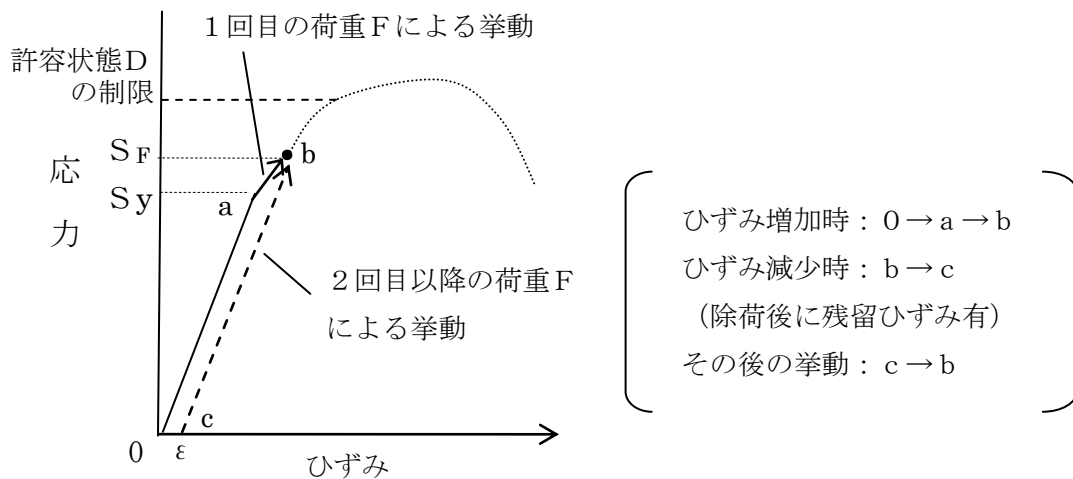 １回目の荷重Ｆによる挙動
許容状態Ｄ
の制限
ＳF
b
応
力
Ｓy
a
２回目以降の荷重Ｆ
による挙動
c
0
ε
ひずみ
ひずみ増加時：０→a→b
ひずみ減少時：b→c
（除荷後に残留ひずみ有）
その後の挙動：c→b